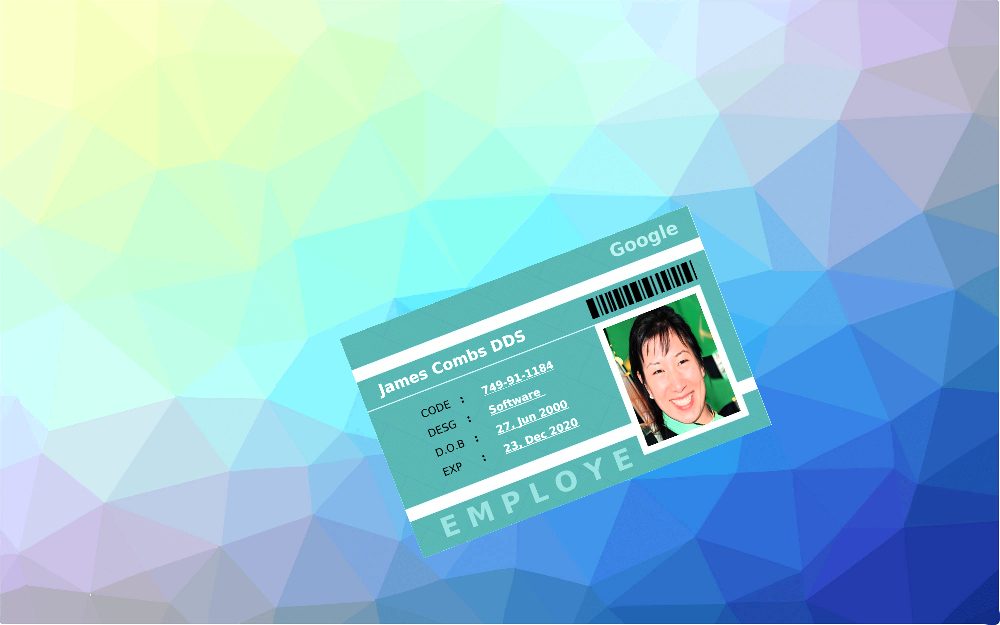 Google
James Combs DDS
CODE : 749-91-1184
DESG : Software
D.O.B : 27, Jun 2000
EXP : 23, Dec 2020
EMPLOYE